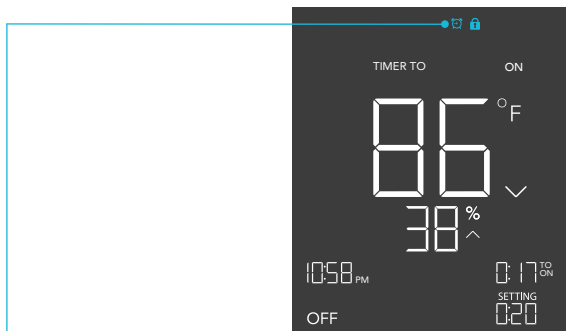 TIMER TO ON
86 °F
38 %
10:58 PM 0:17 TO ON
SETTING
OFF 0:20